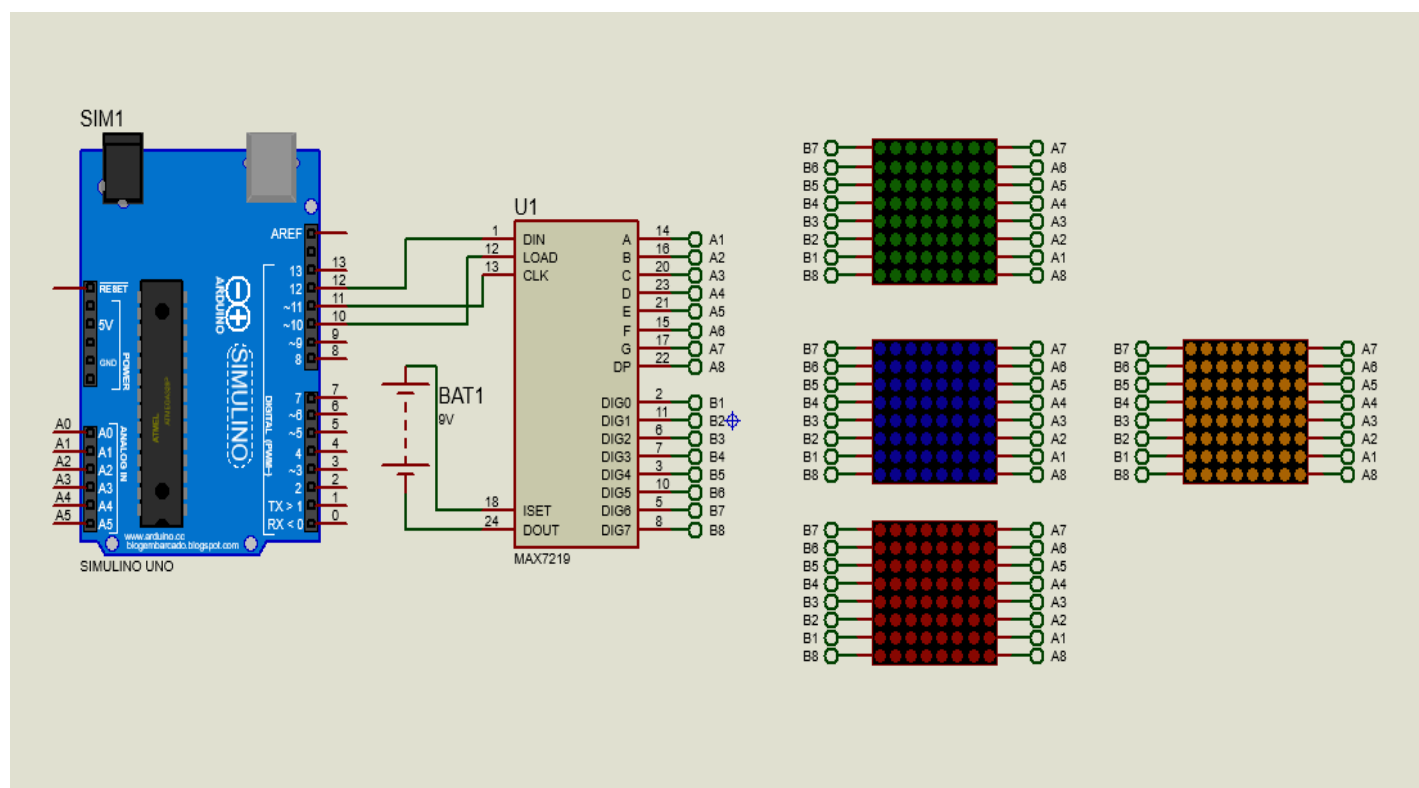 SIM1
AREF
13 13
12 12
~11 11
~10 10
~9 9
8 8
RESET
5V
GND
POWER
ARDUINO
SIMULINO
ATMEL
DIGITAL (PWM~)
7 7
~6 6
~5 5
4 4
~3 3
2 2
TX > 1 1
RX < 0 0
A0 A0
A1 A1
A2 A2
A3 A3
A4 A4
A5 A5
ANALOG IN
www.arduino.cc
blogembarcado.blogspot.com
SIMULINO UNO
BAT1
9V
U1
1 DIN A 14 A1
12 LOAD B 16 A2
13 CLK C 20 A3
D 23 A4
E 21 A5
F 15 A6
G 17 A7
DP 22 A8
DIG0 2 B1
DIG1 11 B2
DIG2 6 B3
DIG3 7 B4
DIG4 3 B5
DIG5 10 B6
18 ISET DIG6 5 B7
24 DOUT DIG7 8 B8
MAX7219
B7 A7
B6 A6
B5 A5
B4 A4
B3 A3
B2 A2
B1 A1
B8 A8
B7 A7
B6 A6
B5 A5
B4 A4
B3 A3
B2 A2
B1 A1
B8 A8
B7 A7
B6 A6
B5 A5
B4 A4
B3 A3
B2 A2
B1 A1
B8 A8
B7 A7
B6 A6
B5 A5
B4 A4
B3 A3
B2 A2
B1 A1
B8 A8